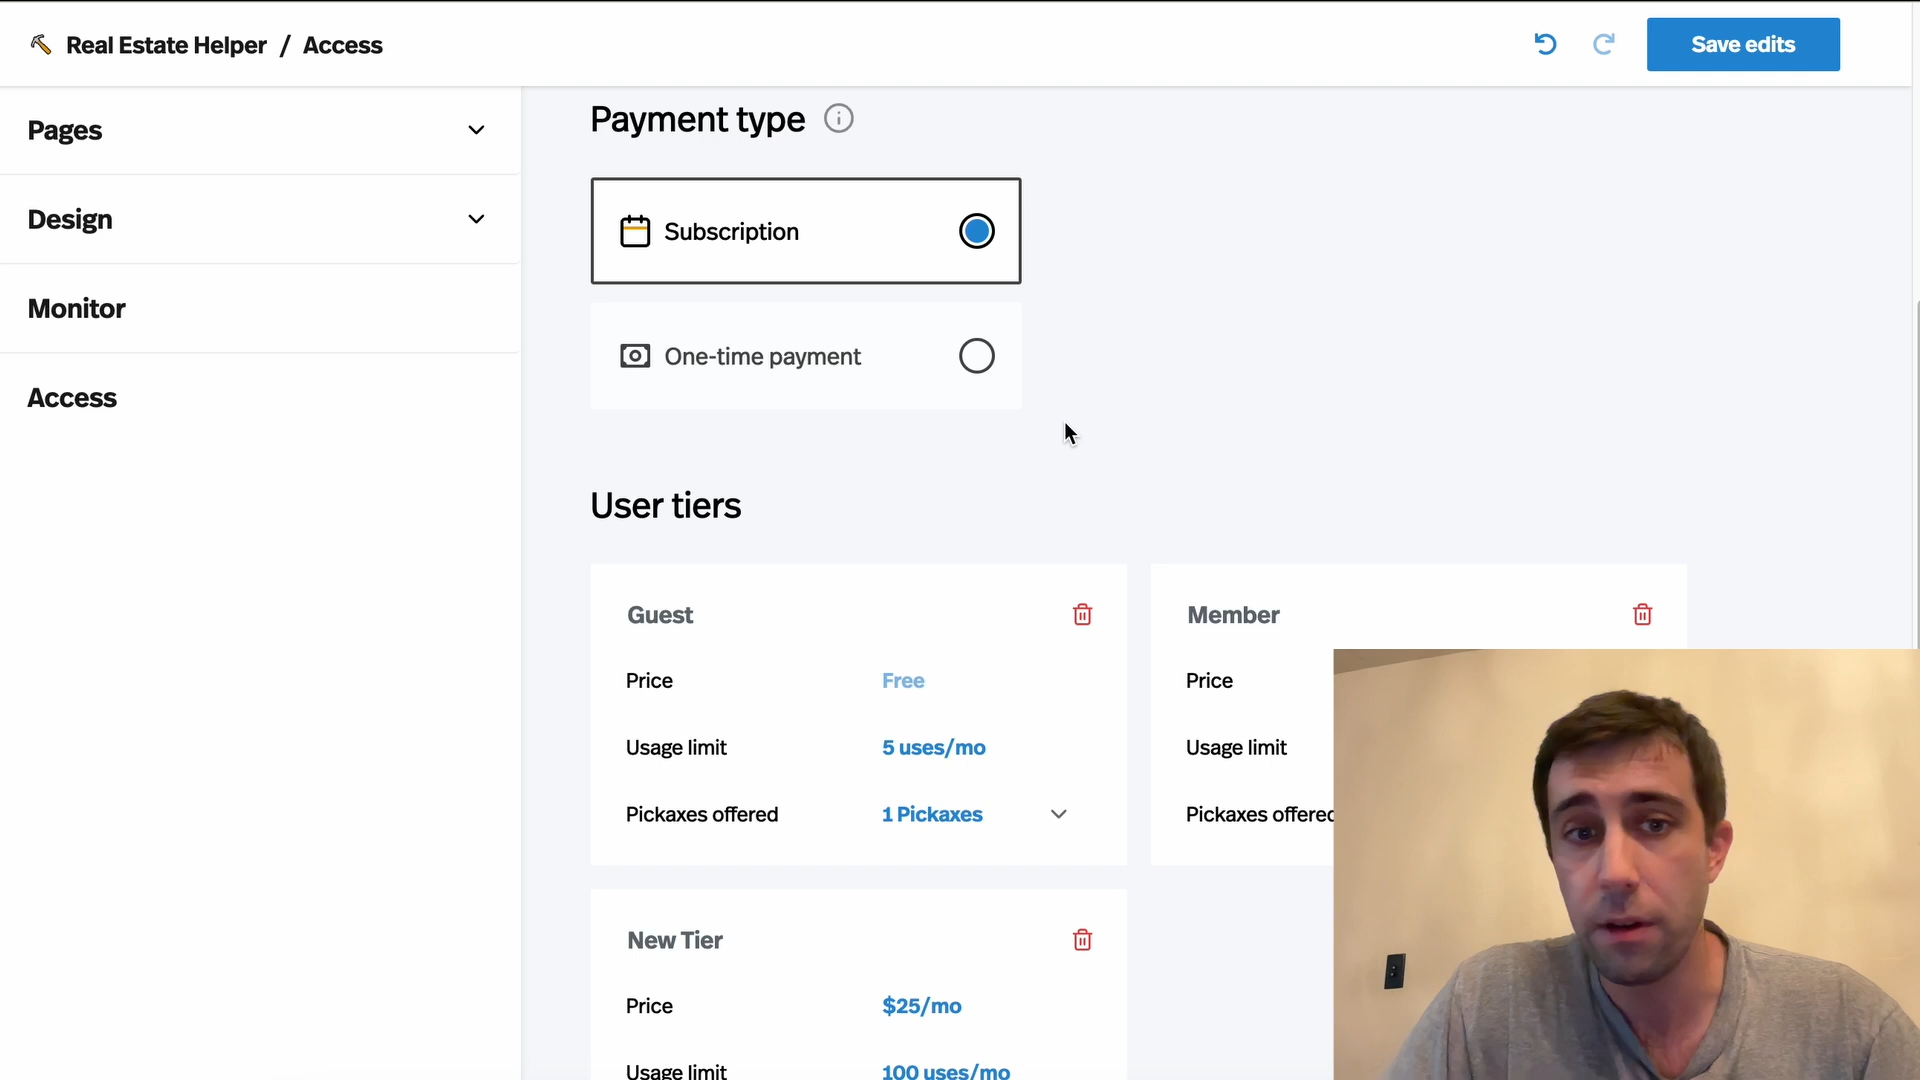 Real Estate Helper / Access
Save edits
Pages
Design
Monitor
Access
Payment type
Subscription
One-time payment
User tiers
Guest
Price Free
Usage limit 5 uses/mo
Pickaxes offered 1 Pickaxes
Member
Price
Usage limit
Pickaxes offered
New Tier
Price $25/mo
Usage limit 100 uses/mo